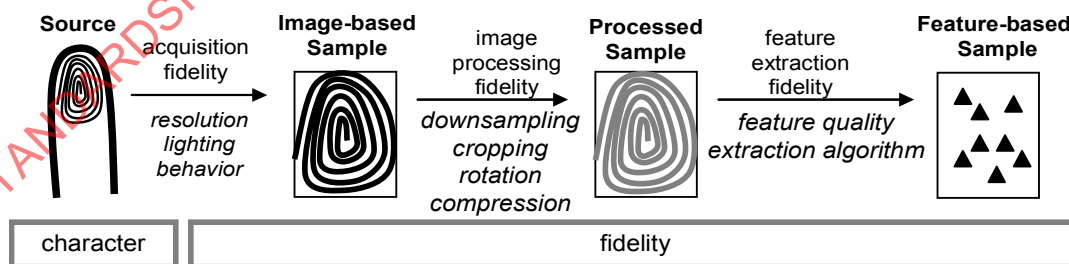 Source
acquisition
fidelity
resolution
lighting
behavior
Image-based
Sample
image
processing
fidelity
downsampling
cropping
rotation
compression
Processed
Sample
feature
extraction
fidelity
feature quality
extraction algorithm
Feature-based
Sample
character
fidelity